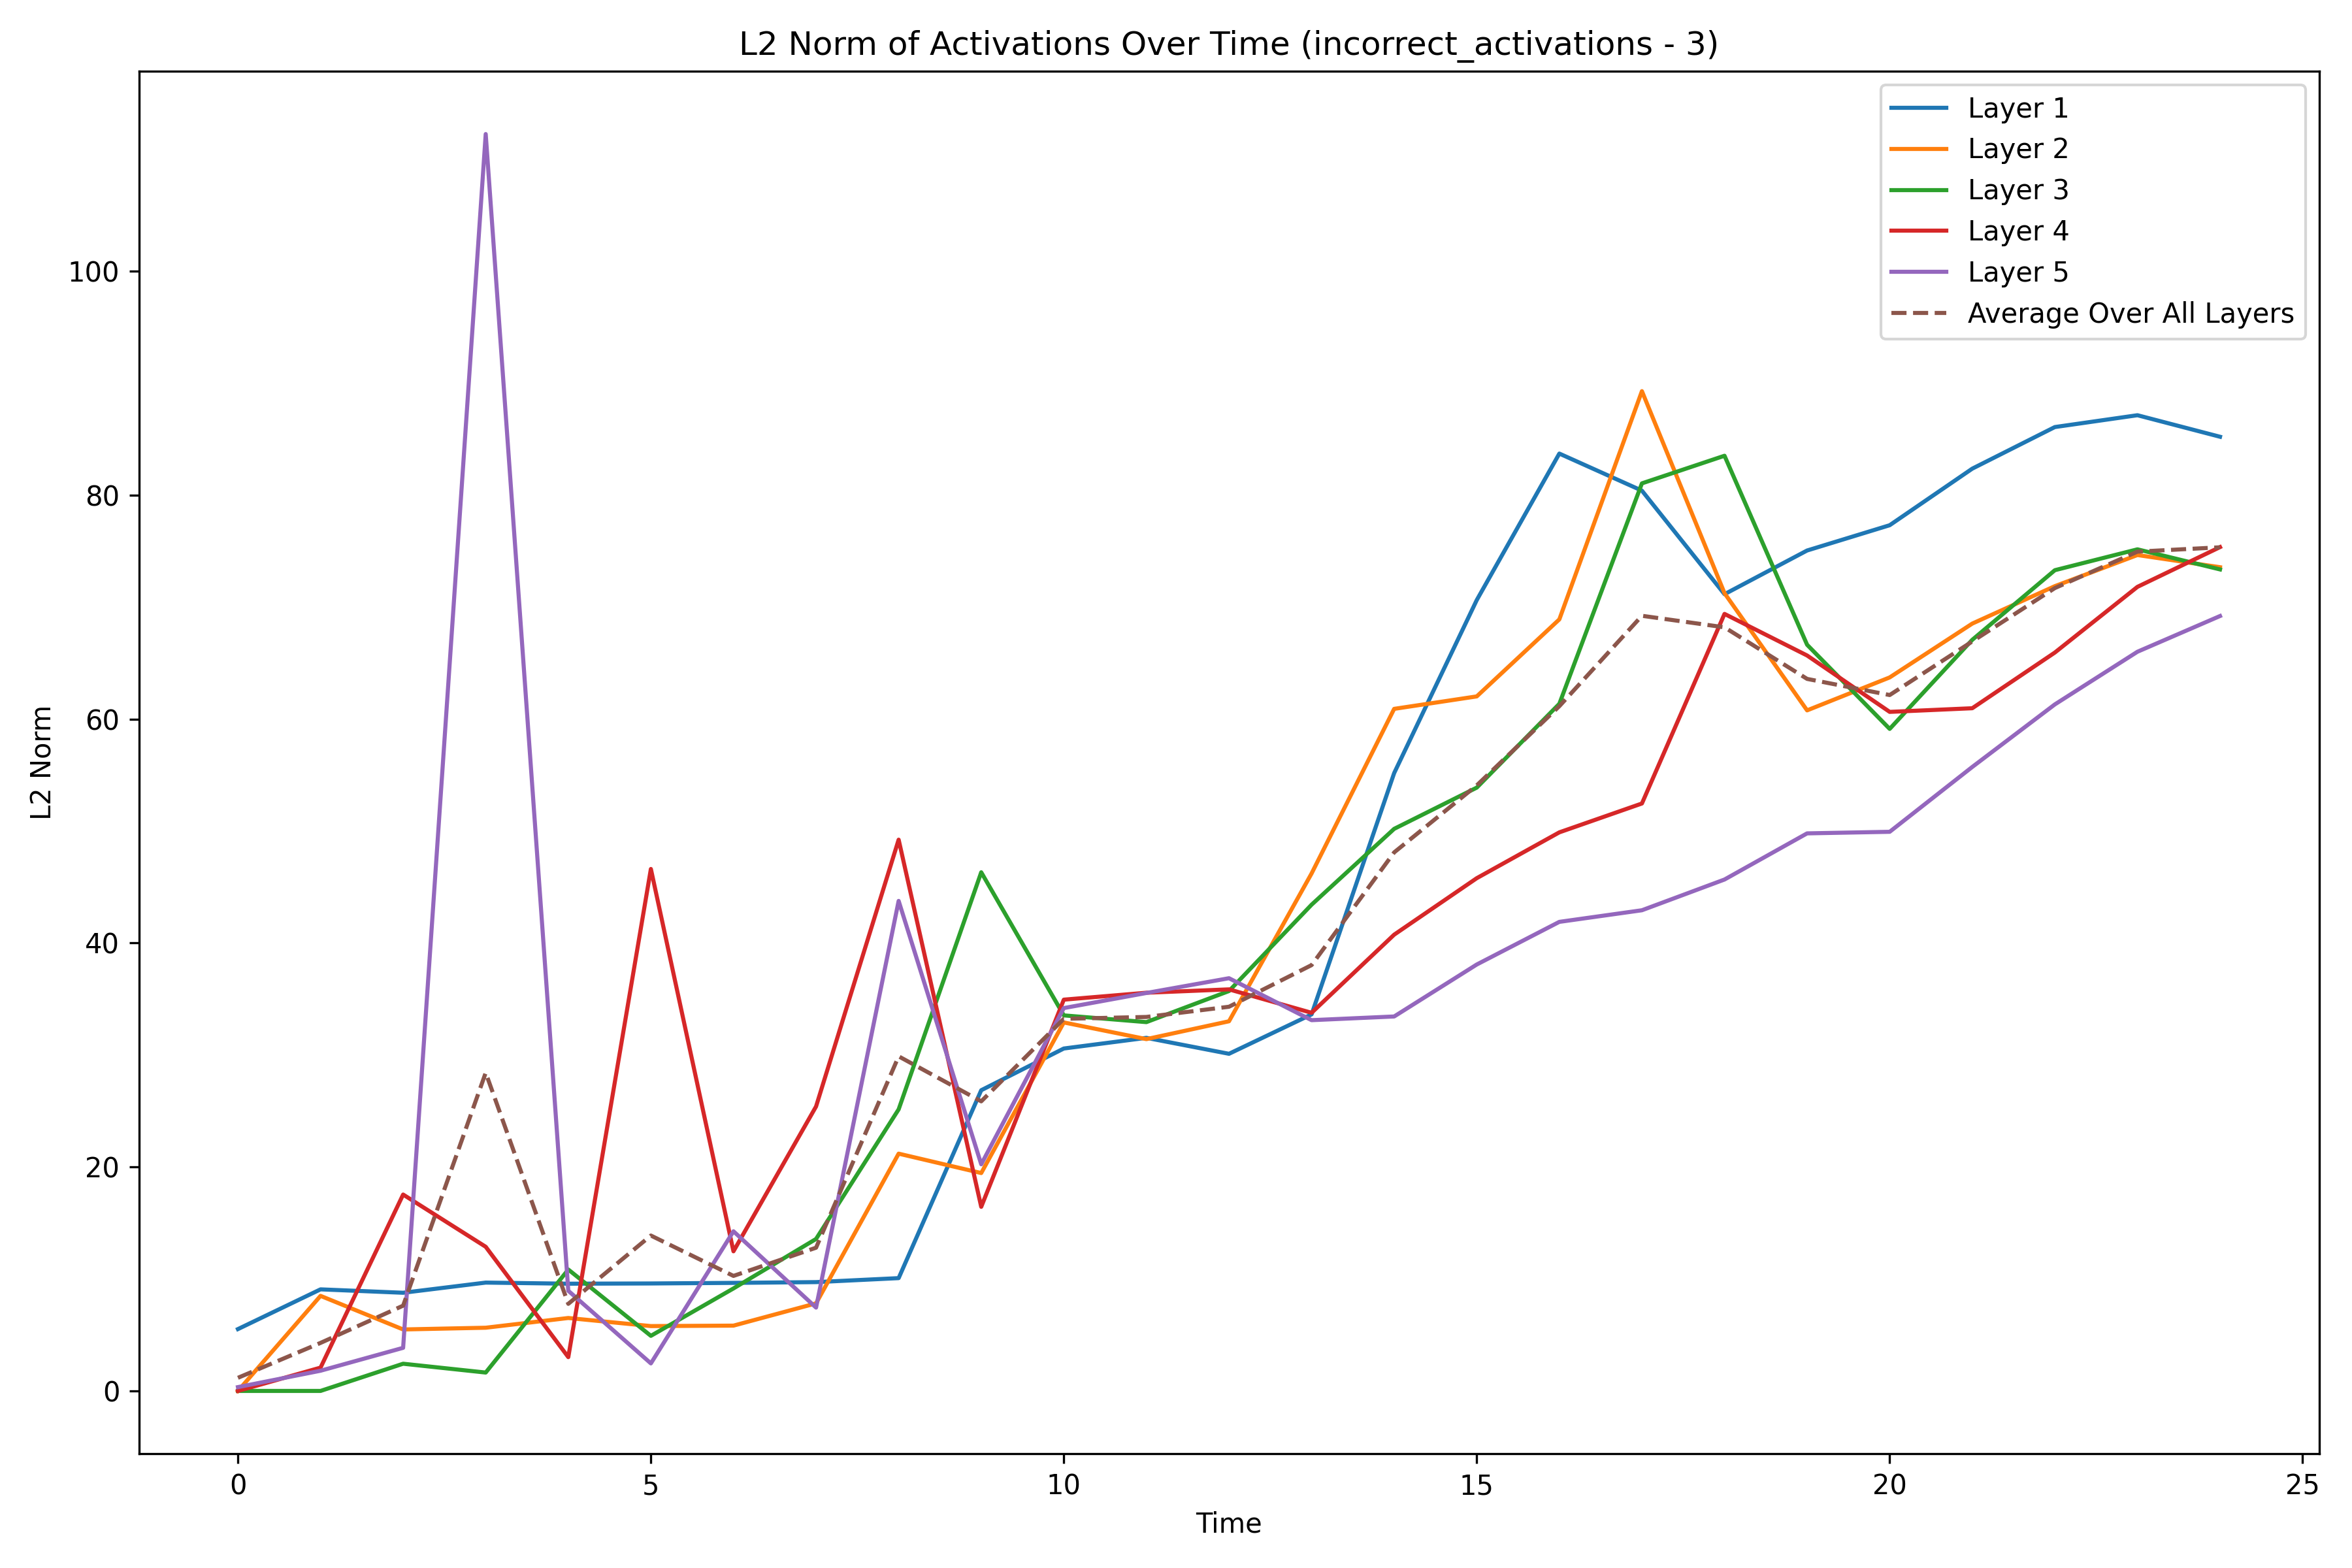 L2 Norm of Activations Over Time (incorrect_activations - 3)
Layer 1
Layer 2
Layer 3
Layer 4
Layer 5
Average Over All Layers
100
80
60
40
20
0
L2 Norm
0 5 10 15 20 25
Time